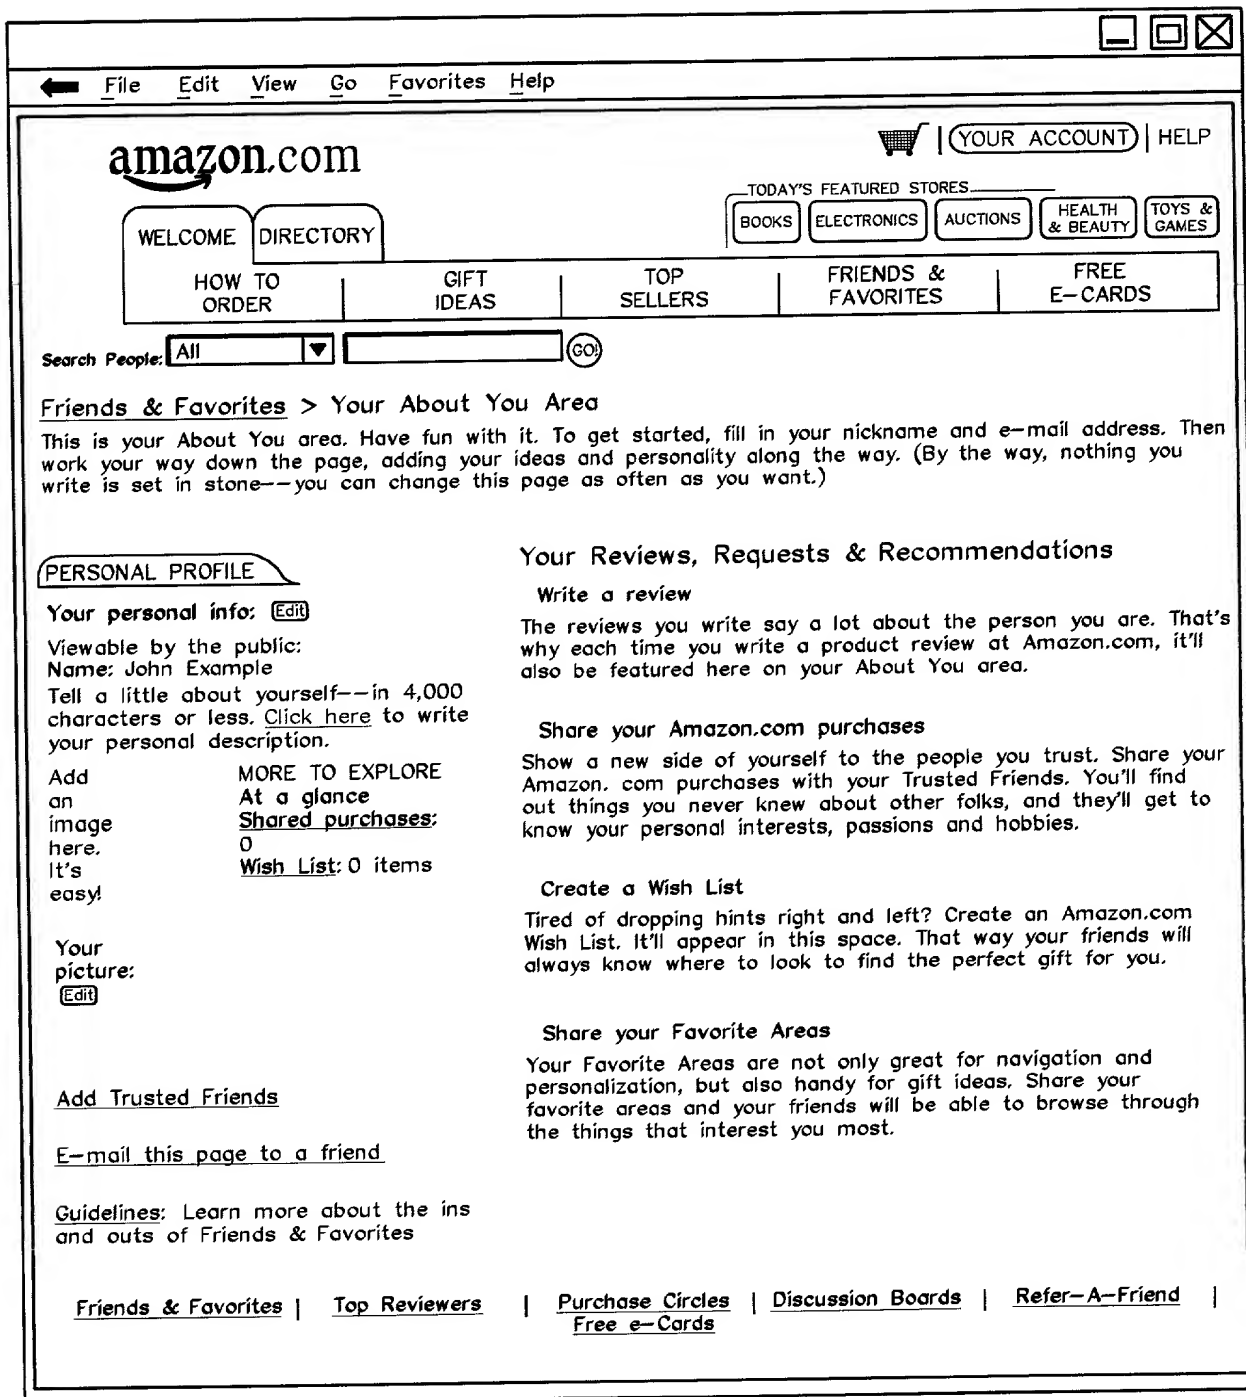 File Edit View Go Favorites Help
amazon.com
YOUR ACCOUNT | HELP
TODAY'S FEATURED STORES
BOOKS
ELECTRONICS
AUCTIONS
HEALTH
& BEAUTY
TOYS &
GAMES
WELCOME
DIRECTORY
HOW TO
ORDER
GIFT
IDEAS
TOP
SELLERS
FRIENDS &
FAVORITES
FREE
E-CARDS
Search People: All GO!
Friends & Favorites > Your About You Area
This is your About You area. Have fun with it. To get started, fill in your nickname and e-mail address. Then
work your way down the page, adding your ideas and personality along the way. (By the way, nothing you
write is set in stone--you can change this page as often as you want.)
PERSONAL PROFILE
Your personal info: Edit
Viewable by the public:
Name: John Example
Tell a little about yourself--in 4,000
characters or less. Click here to write
your personal description.
Add
an
image
here.
It's
easy!
MORE TO EXPLORE
At a glance
Shared purchases:
0
Wish List: 0 items
Your
picture:
Edit
Add Trusted Friends
E-mail this page to a friend
Guidelines: Learn more about the ins
and outs of Friends & Favorites
Your Reviews, Requests & Recommendations
Write a review
The reviews you write say a lot about the person you are. That's
why each time you write a product review at Amazon.com, it'll
also be featured here on your About You area.
Share your Amazon.com purchases
Show a new side of yourself to the people you trust. Share your
Amazon. com purchases with your Trusted Friends. You'll find
out things you never knew about other folks, and they'll get to
know your personal interests, passions and hobbies.
Create a Wish List
Tired of dropping hints right and left? Create an Amazon.com
Wish List. It'll appear in this space. That way your friends will
always know where to look to find the perfect gift for you.
Share your Favorite Areas
Your Favorite Areas are not only great for navigation and
personalization, but also handy for gift ideas. Share your
favorite areas and your friends will be able to browse through
the things that interest you most.
Friends & Favorites | Top Reviewers | Purchase Circles | Discussion Boards | Refer-A-Friend |
Free e-Cards